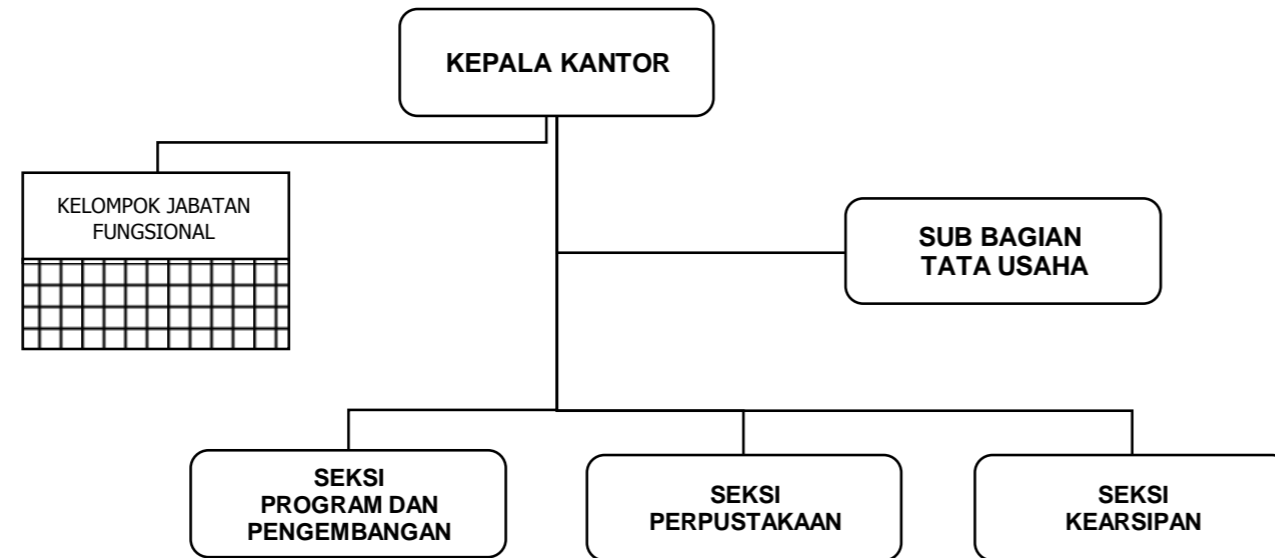 KEPALA KANTOR
KELOMPOK JABATAN
FUNGSIONAL
SUB BAGIAN
TATA USAHA
SEKSI
PROGRAM DAN
PENGEMBANGAN
SEKSI
PERPUSTAKAAN
SEKSI
KEARSIPAN